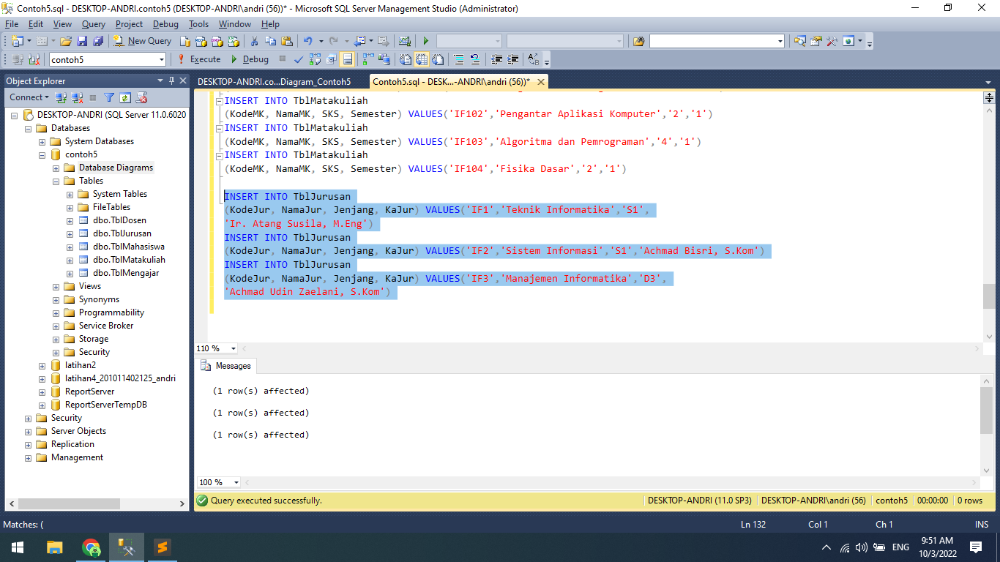 Contoh5.sql - DESKTOP-ANDRI.contoh5 (DESKTOP-ANDRI\andri (56))* - Microsoft SQL Server Management Studio (Administrator)
File Edit View Query Project Debug Tools Window Help
New Query
contoh5 Execute Debug
Object Explorer
Connect
DESKTOP-ANDRI (SQL Server 11.0.6020
Databases
System Databases
contoh5
Database Diagrams
Tables
System Tables
FileTables
dbo.TblDosen
dbo.TblJurusan
dbo.TblMahasiswa
dbo.TblMatakuliah
dbo.TblMengajar
Views
Synonyms
Programmability
Service Broker
Storage
Security
latihan2
latihan4_201011402125_andri
ReportServer
ReportServerTempDB
Security
Server Objects
Replication
Management
DESKTOP-ANDRI.co...Diagram_Contoh5
Contoh5.sql - DESK...-ANDRI\andri (56))*
INSERT INTO TblMatakuliah
(KodeMK, NamaMK, SKS, Semester) VALUES('IF102','Pengantar Aplikasi Komputer','2','1')
INSERT INTO TblMatakuliah
(KodeMK, NamaMK, SKS, Semester) VALUES('IF103','Algoritma dan Pemrograman','4','1')
INSERT INTO TblMatakuliah
(KodeMK, NamaMK, SKS, Semester) VALUES('IF104','Fisika Dasar','2','1')
INSERT INTO TblJurusan
(KodeJur, NamaJur, Jenjang, KaJur) VALUES('IF1','Teknik Informatika','S1',
'Ir. Atang Susila, M.Eng')
INSERT INTO TblJurusan
(KodeJur, NamaJur, Jenjang, KaJur) VALUES('IF2','Sistem Informasi','S1','Achmad Bisri, S.Kom')
INSERT INTO TblJurusan
(KodeJur, NamaJur, Jenjang, KaJur) VALUES('IF3','Manajemen Informatika','D3',
'Achmad Udin Zaelani, S.Kom')
110 %
Messages
(1 row(s) affected)
(1 row(s) affected)
(1 row(s) affected)
100 %
Query executed successfully. DESKTOP-ANDRI (11.0 SP3) DESKTOP-ANDRI\andri (56) contoh5 00:00:00 0 rows
Matches: ( Ln 132 Col 1 Ch 1 INS
ENG
9:51 AM
10/3/2022